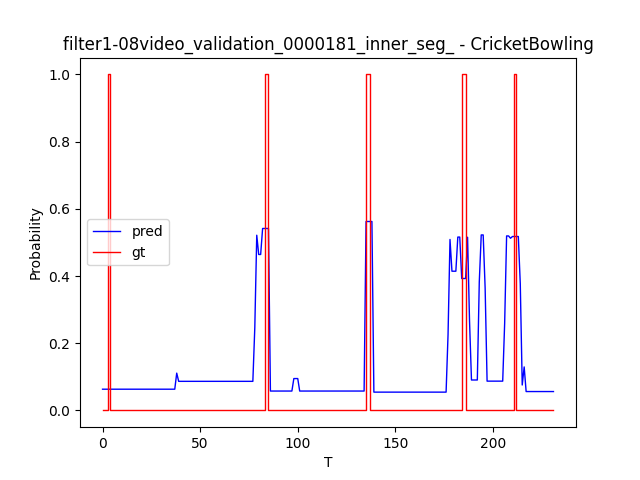 filter1-08video_validation_0000181_inner_seg_ - CricketBowling
1.0
0.8
0.6
0.4
0.2
0.0
Probability
pred
gt
0
50
100
150
200
T